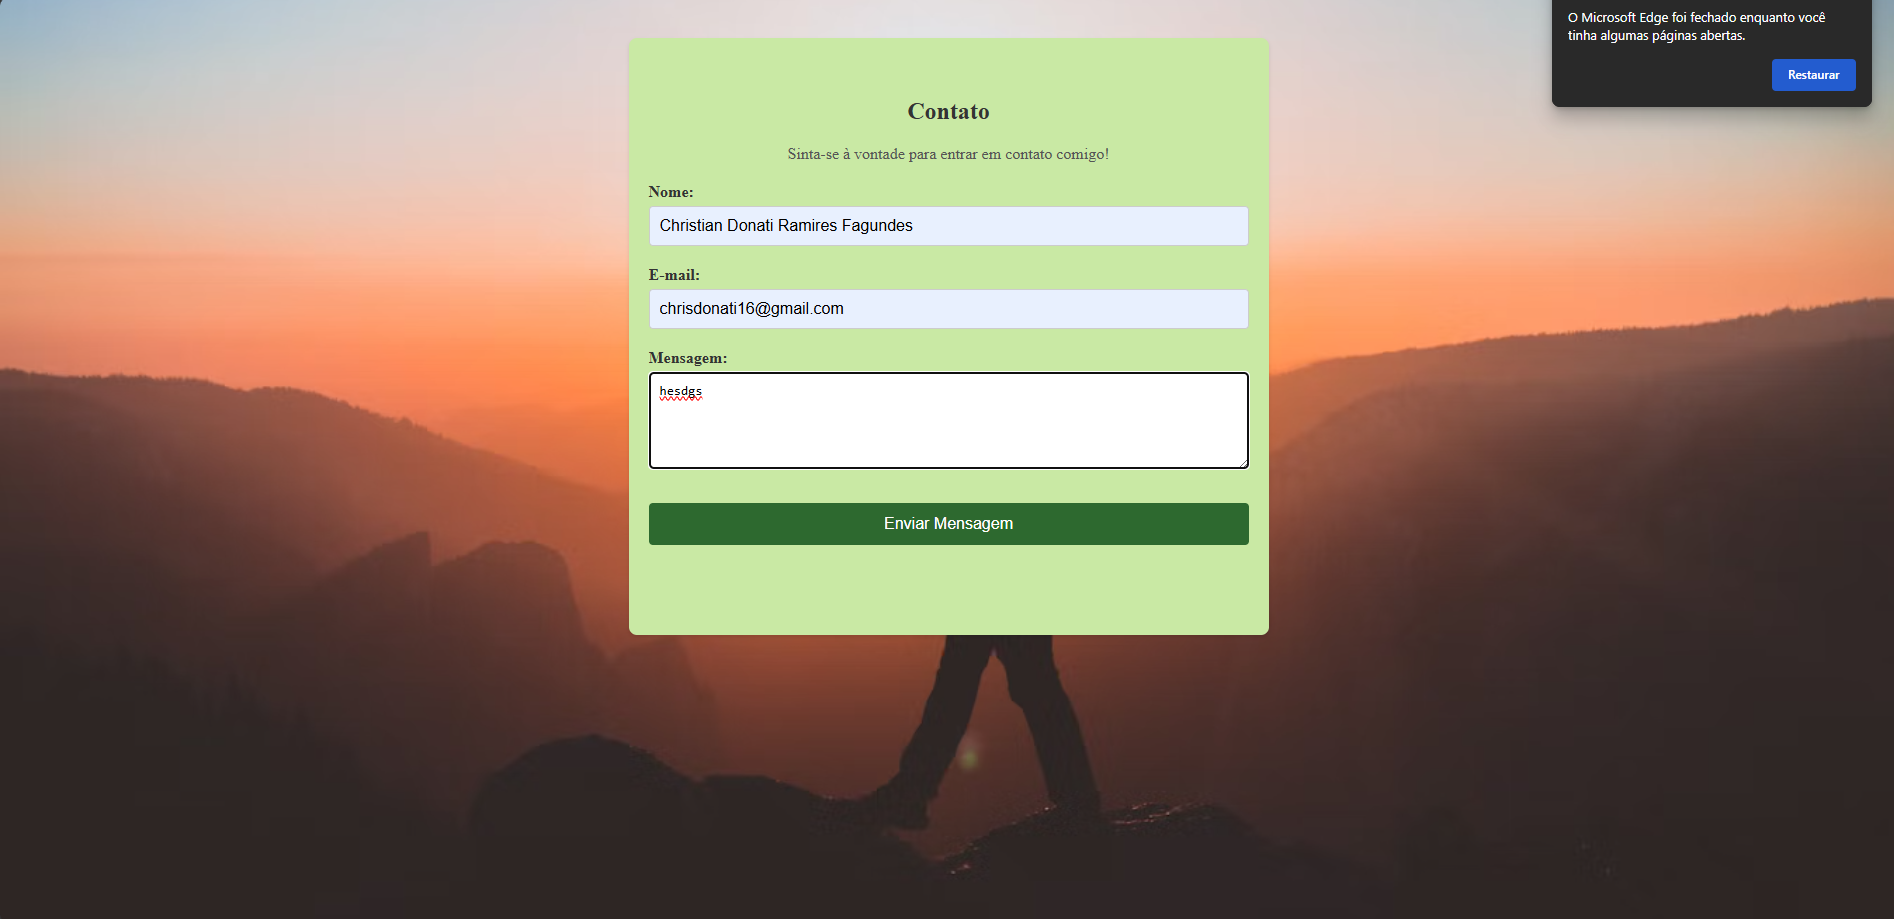 O Microsoft Edge foi fechado enquanto você
tinha algumas páginas abertas.
Restaurar
Contato
Sinta-se à vontade para entrar em contato comigo!
Nome:
Christian Donati Ramires Fagundes
E-mail:
chrisdonati16@gmail.com
Mensagem:
hesdgs
Enviar Mensagem